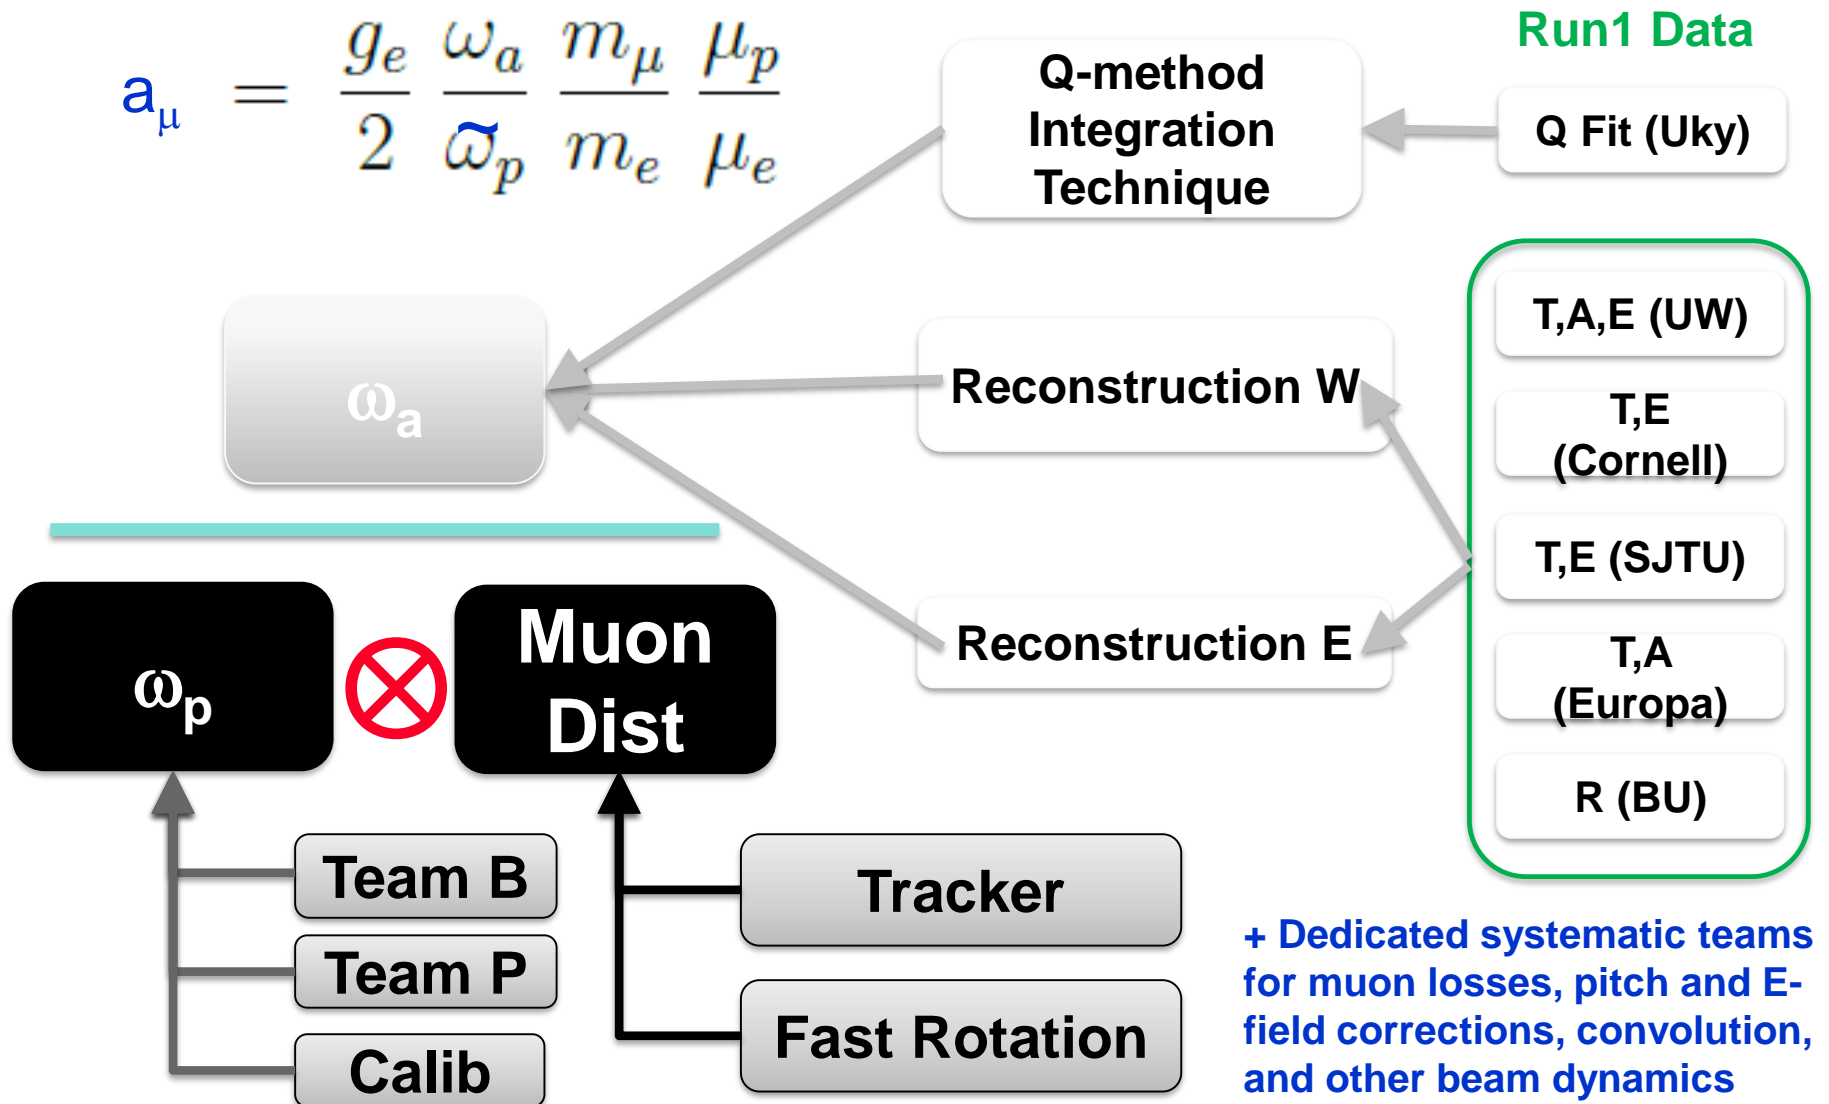 a_μ = g_e/2 ω_a/ω̃_p m_μ/m_e μ_p/μ_e
Run1 Data
Q-method
Integration
Technique
Q Fit (Uky)
T,A,E (UW)
Reconstruction W
T,E
(Cornell)
ω_a
T,E (SJTU)
Reconstruction E
T,A
(Europa)
R (BU)
ω_p
Muon
Dist
Team B
Team P
Calib
Tracker
Fast Rotation
+ Dedicated systematic teams
for muon losses, pitch and E-
field corrections, convolution,
and other beam dynamics